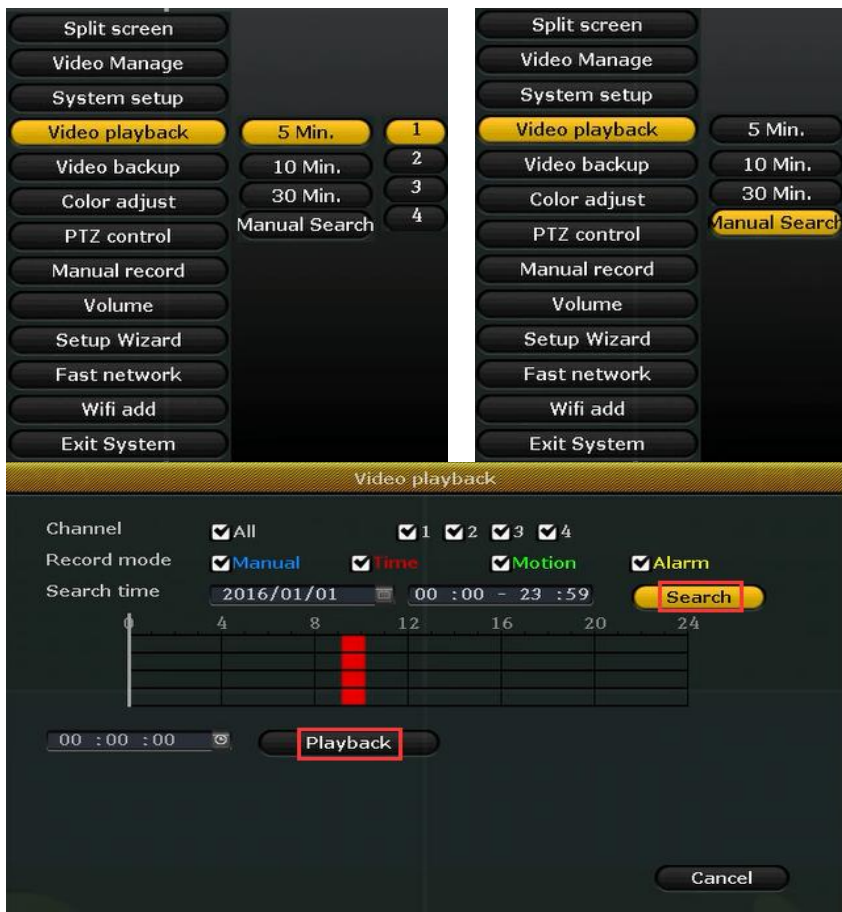 Split screen
Video Manage
System setup
Video playback 5 Min. 1
Video backup 10 Min. 2
Color adjust 30 Min. 3
PTZ control Manual Search 4
Manual record
Volume
Setup Wizard
Fast network
Wifi add
Exit System
Split screen
Video Manage
System setup
Video playback 5 Min.
Video backup 10 Min.
Color adjust 30 Min.
PTZ control Manual Search
Manual record
Volume
Setup Wizard
Fast network
Wifi add
Exit System
Video playback
Channel All 1 2 3 4
Record mode Manual Time Motion Alarm
Search time 2016/01/01 00 :00 - 23 :59 Search
0 4 8 12 16 20 24
00 :00 :00 Playback
Cancel